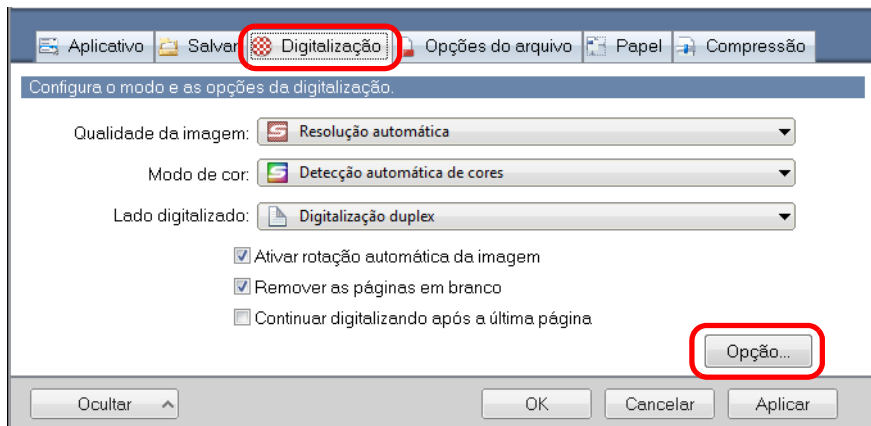 Aplicativo Salvar Digitalização Opções do arquivo Papel Compressão
Configura o modo e as opções da digitalização.
Qualidade da imagem: Resolução automática
Modo de cor: Detecção automática de cores
Lado digitalizado: Digitalização duplex
Ativar rotação automática da imagem
Remover as páginas em branco
Continuar digitalizando após a última página
Opção...
Ocultar OK Cancelar Aplicar